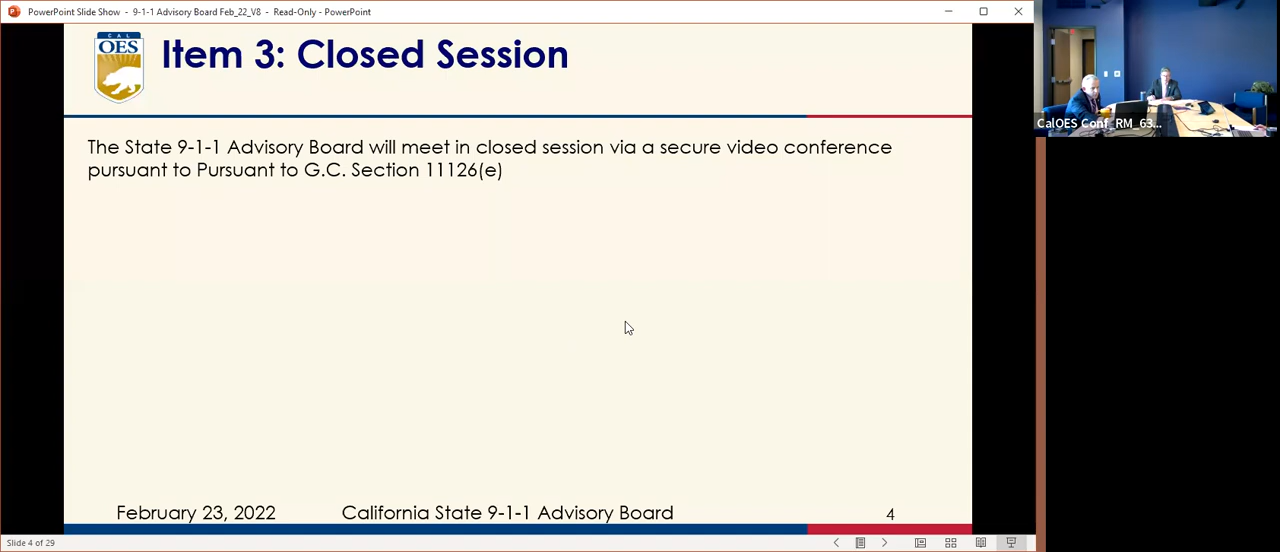 PowerPoint Slide Show - 9-1-1 Advisory Board Feb_22_V8 - Read-Only - PowerPoint
CAL
OES
Item 3: Closed Session
CalOES Conf_RM_63...
The State 9-1-1 Advisory Board will meet in closed session via a secure video conference
pursuant to Pursuant to G.C. Section 11126(e)
February 23, 2022 California State 9-1-1 Advisory Board 4
Slide 4 of 29